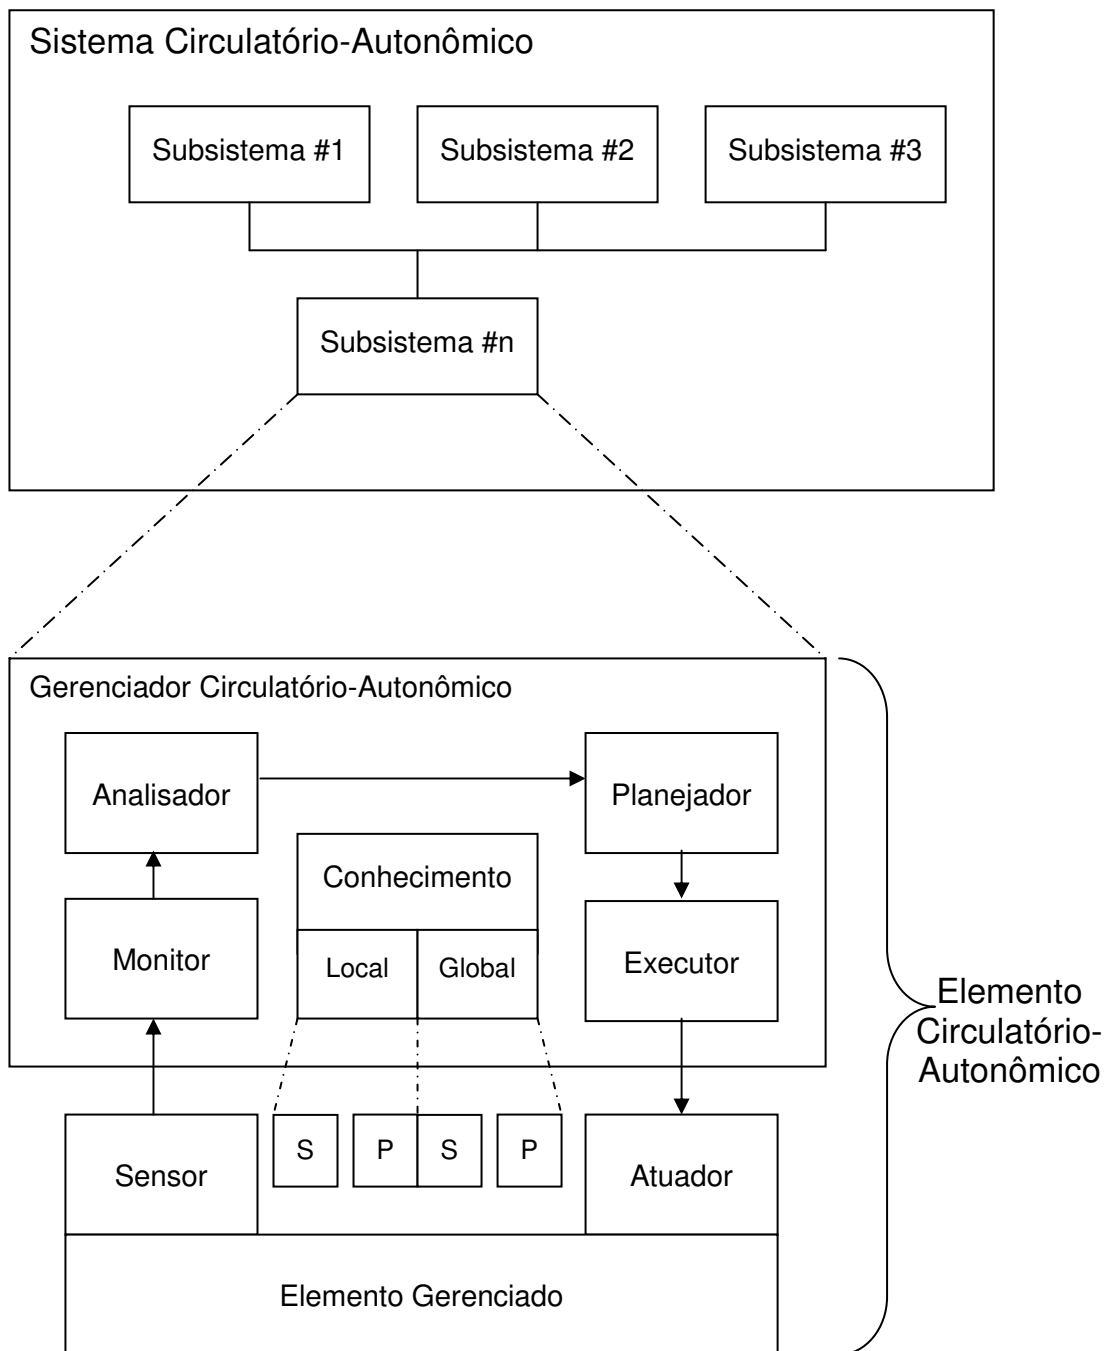 Sistema Circulatório-Autonômico
Subsistema #1
Subsistema #2
Subsistema #3
Subsistema #n
Gerenciador Circulatório-Autonômico
Analisador
Planejador
Conhecimento
Monitor
Local
Global
Executor
Elemento
Circulatório-
Autonômico
Sensor
S
P
S
P
Atuador
Elemento Gerenciado